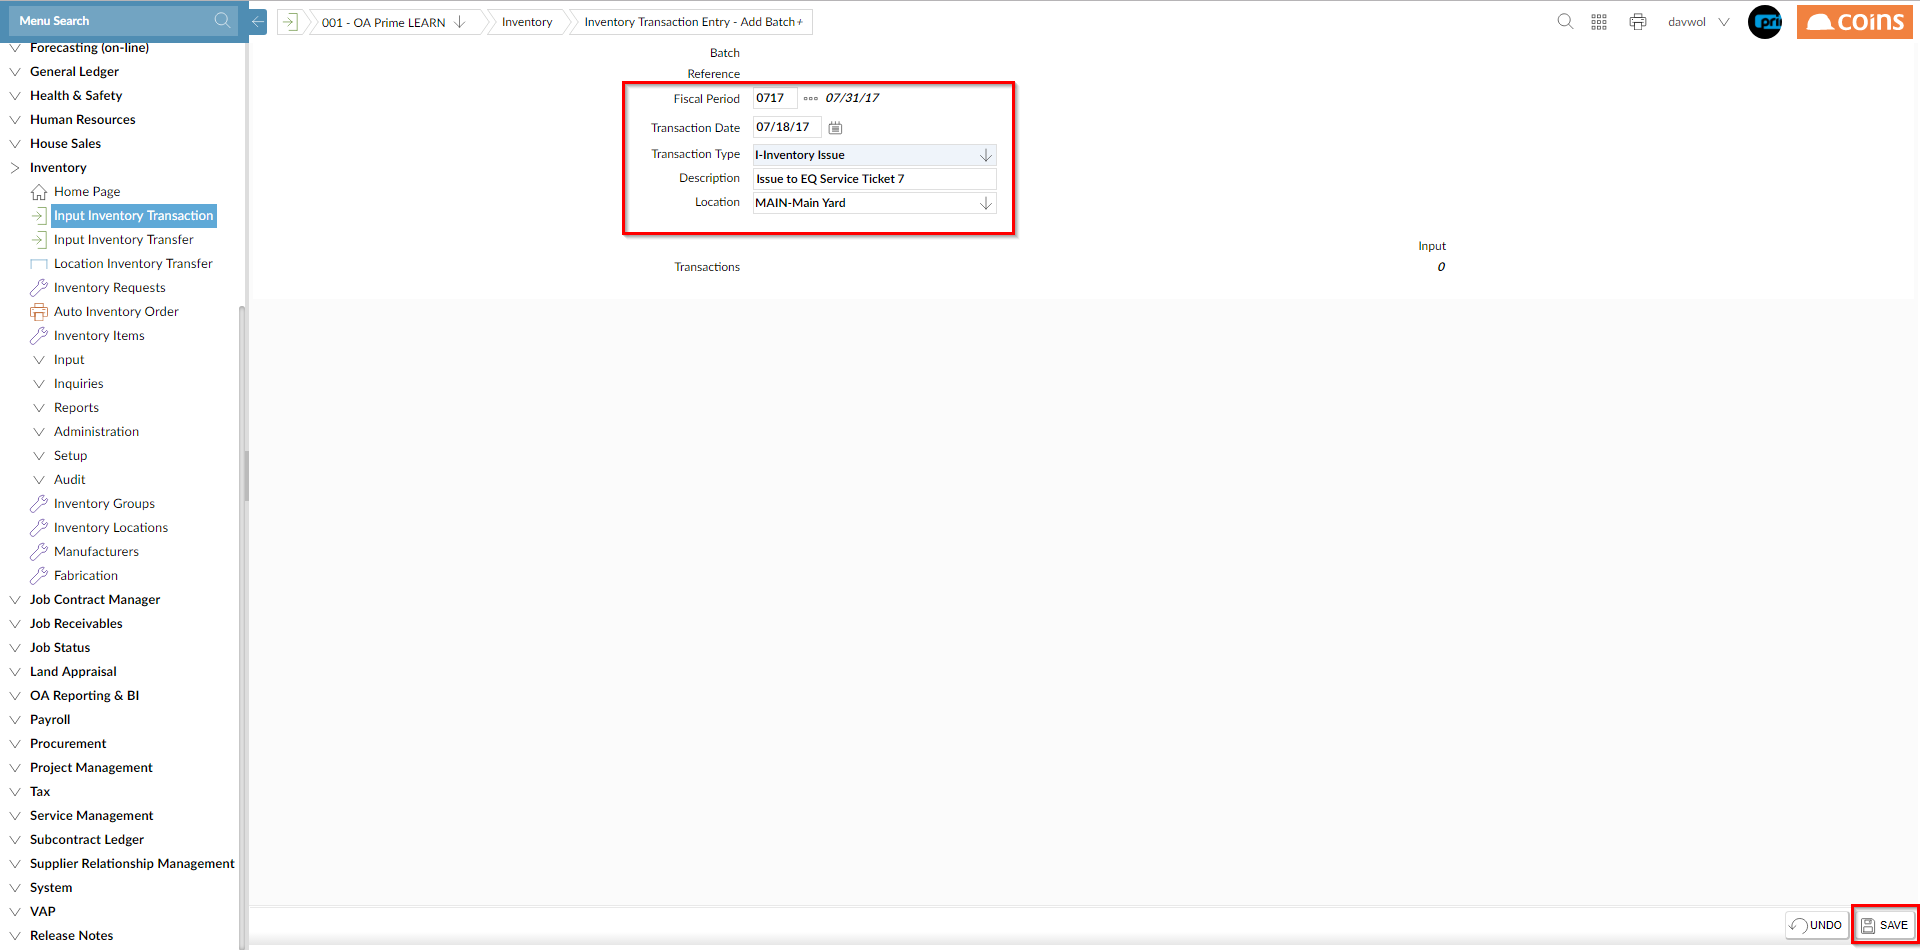 Menu Search
001 - OA Prime LEARN
Inventory
Inventory Transaction Entry - Add Batch+
davwol
pri
coins
Forecasting (on-line)
General Ledger
Health & Safety
Human Resources
House Sales
Inventory
Home Page
Input Inventory Transaction
Input Inventory Transfer
Location Inventory Transfer
Inventory Requests
Auto Inventory Order
Inventory Items
Input
Inquiries
Reports
Administration
Setup
Audit
Inventory Groups
Inventory Locations
Manufacturers
Fabrication
Job Contract Manager
Job Receivables
Job Status
Land Appraisal
OA Reporting & BI
Payroll
Procurement
Project Management
Tax
Service Management
Subcontract Ledger
Supplier Relationship Management
System
VAP
Release Notes
Batch
Reference
Fiscal Period 0717 07/31/17
Transaction Date 07/18/17
Transaction Type I-Inventory Issue
Description Issue to EQ Service Ticket 7
Location MAIN-Main Yard
Input
Transactions 0
UNDO
SAVE